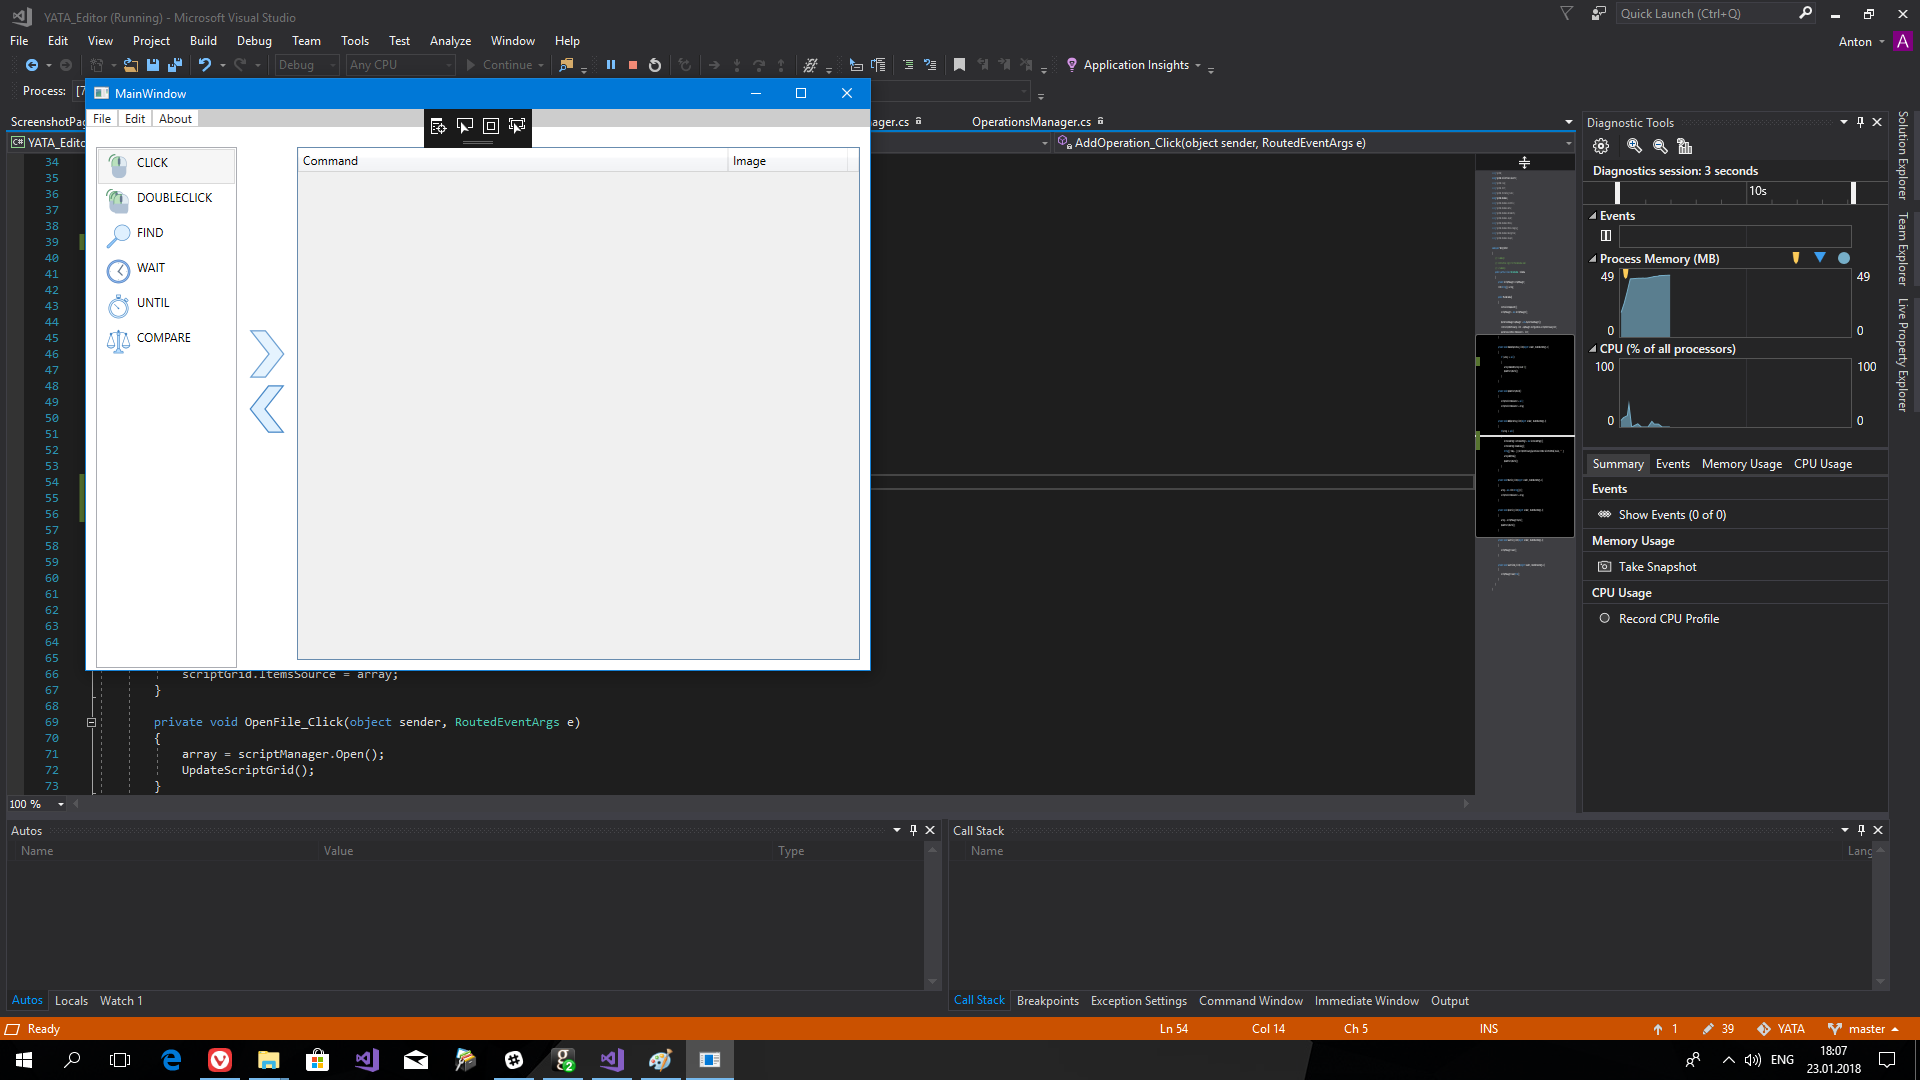 YATA_Editor (Running) - Microsoft Visual Studio
Quick Launch (Ctrl+Q)
File Edit View Project Build Debug Team Tools Test Analyze Window Help
Anton A
Debug Any CPU Continue Application Insights
Process: [7
MainWindow
File Edit About
ScreenshotPa
ager.cs
OperationsManager.cs
C# YATA_Edito
AddOperation_Click(object sender, RoutedEventArgs e)
CLICK
DOUBLECLICK
FIND
WAIT
UNTIL
COMPARE
Command Image
34
35
36
37
38
39
40
41
42
43
44
45
46
47
48
49
50
51
52
53
54
55
56
57
58
59
60
61
62
63
64
65
66 scriptGrid.ItemsSource = array;
67 }
68
69 private void OpenFile_Click(object sender, RoutedEventArgs e)
70 {
71 array = scriptManager.Open();
72 UpdateScriptGrid();
73 }
100 %
Diagnostic Tools
Diagnostics session: 3 seconds
10s
Events
Process Memory (MB)
49 49
0 0
CPU (% of all processors)
100 100
0 0
Summary Events Memory Usage CPU Usage
Events
Show Events (0 of 0)
Memory Usage
Take Snapshot
CPU Usage
Record CPU Profile
Solution Explorer
Team Explorer
Live Property Explorer
Autos
Name Value Type
Autos Locals Watch 1
Call Stack
Name Lang
Call Stack Breakpoints Exception Settings Command Window Immediate Window Output
Ready Ln 54 Col 14 Ch 5 INS 1 39 YATA master
ENG
18:07
23.01.2018